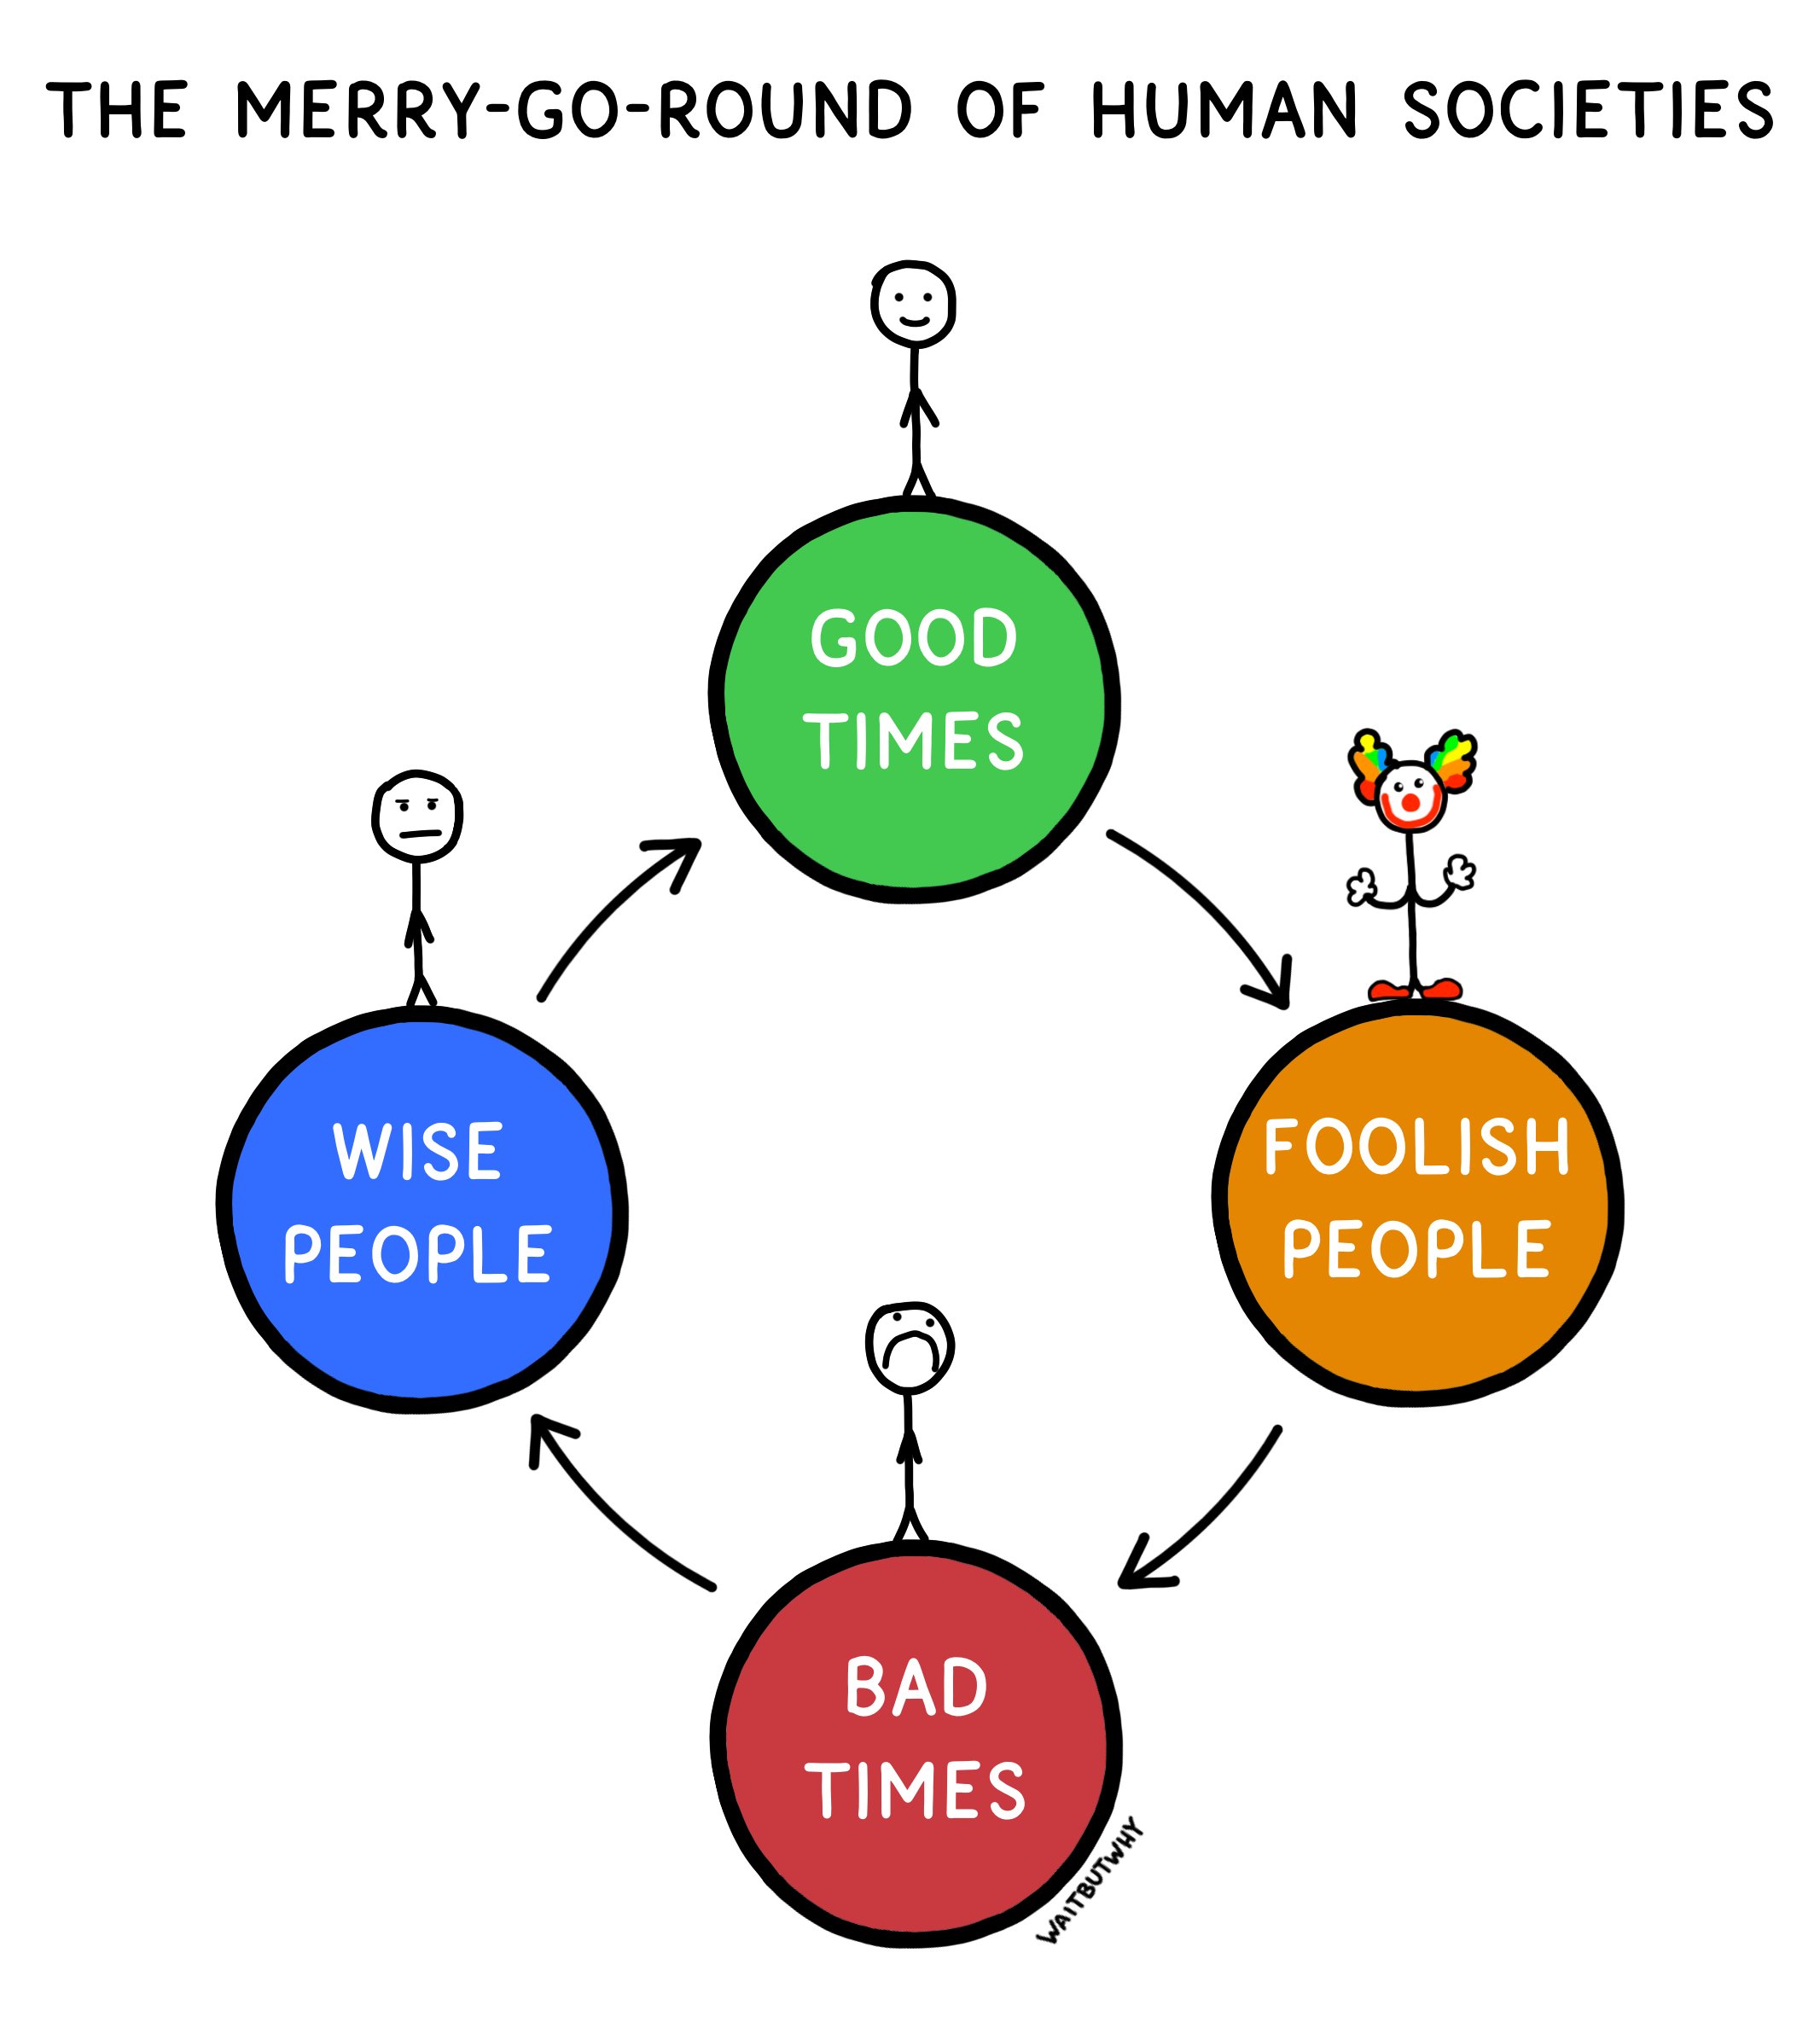 THE MERRY-GO-ROUND OF HUMAN SOCIETIES
GOOD
TIMES
WISE
PEOPLE
FOOLISH
PEOPLE
BAD
TIMES
WAITBUTWHY